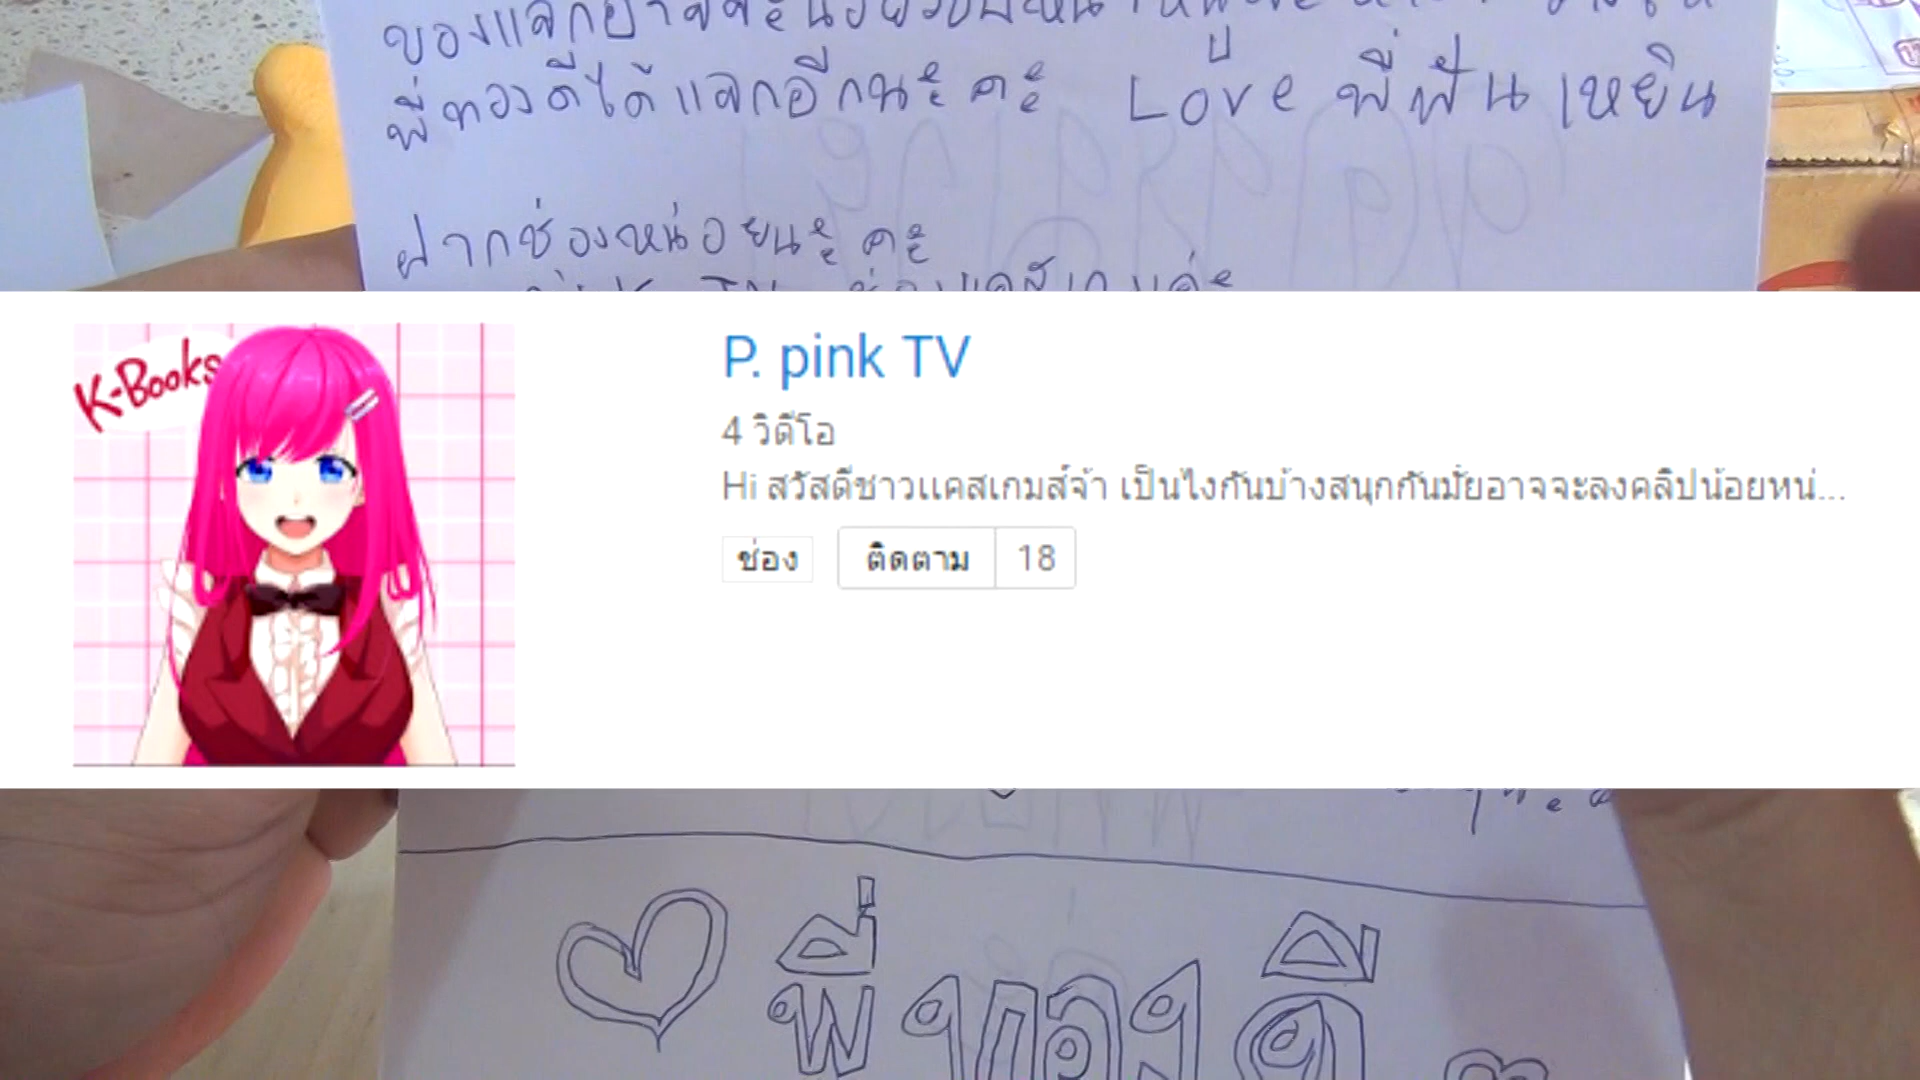 พี่ทองดีได้แจกอีกนะคะ Love พี่ฟันเหยิน
ฝากช่องหน่อยนะคะ
K-Books
P. pink TV
4 วิดีโอ
Hi สวัสดีชาวแคสเกมส์จ้า เป็นไงกันบ้างสนุกกันมั้ยอาจจะลงคลิปน้อยหน่...
ช่อง
ติดตาม 18
พี่ทองดี